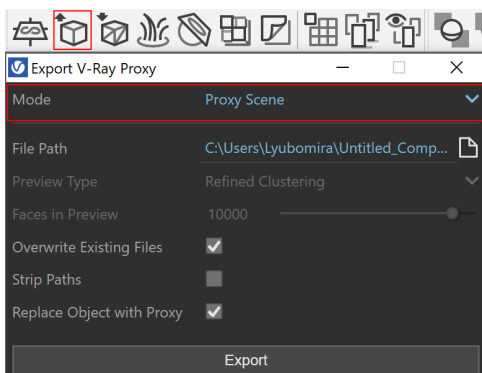 Export V-Ray Proxy
Mode Proxy Scene
File Path C:\Users\Lyubomira\Untitled_Comp...
Preview Type Refined Clustering
Faces in Preview 10000
Overwrite Existing Files
Strip Paths
Replace Object with Proxy
Export